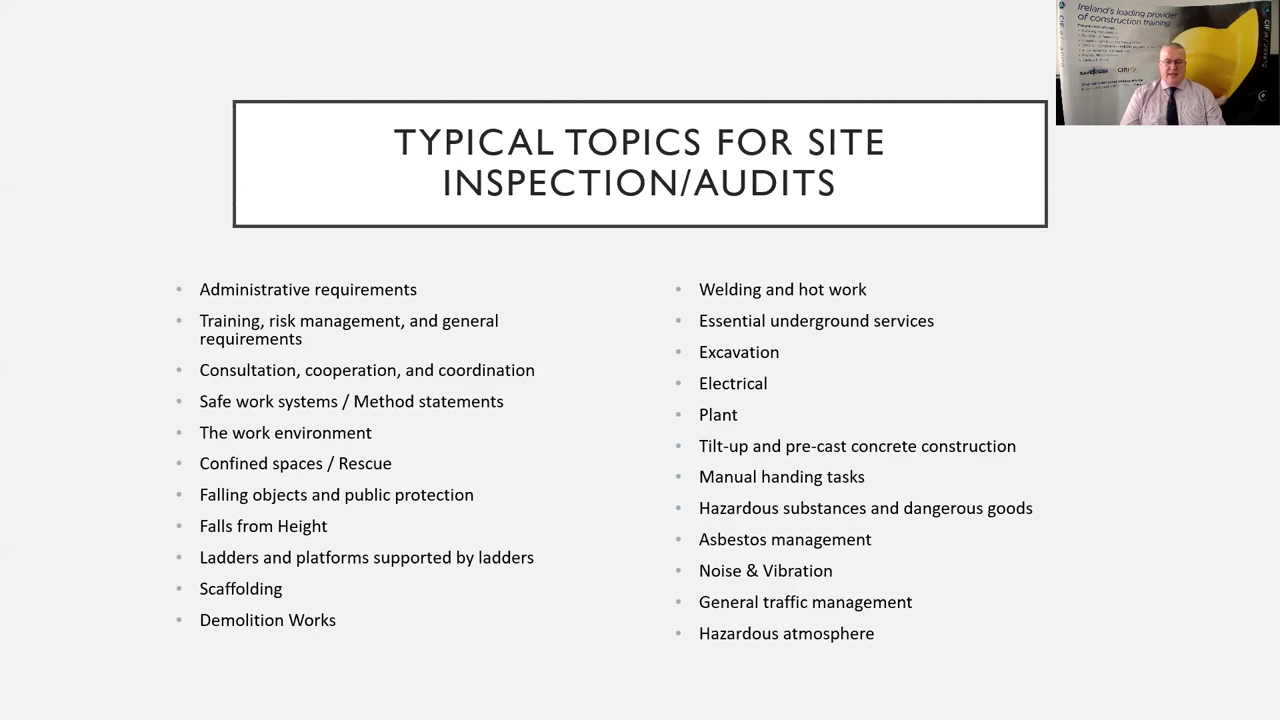 TYPICAL TOPICS FOR SITE
INSPECTION/AUDITS
Administrative requirements
Training, risk management, and general
requirements
Consultation, cooperation, and coordination
Safe work systems / Method statements
The work environment
Confined spaces / Rescue
Falling objects and public protection
Falls from Height
Ladders and platforms supported by ladders
Scaffolding
Demolition Works
Welding and hot work
Essential underground services
Excavation
Electrical
Plant
Tilt-up and pre-cast concrete construction
Manual handing tasks
Hazardous substances and dangerous goods
Asbestos management
Noise & Vibration
General traffic management
Hazardous atmosphere
Ireland's leading provider
of construction training